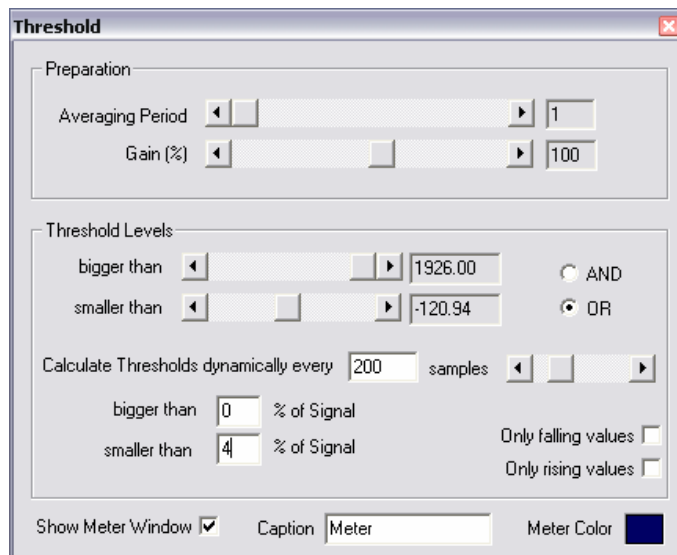 Threshold
Preparation
Averaging Period 1
Gain (%) 100
Threshold Levels
bigger than 1926.00 AND
smaller than -120.94 OR
Calculate Thresholds dynamically every 200 samples
bigger than 0 % of Signal
smaller than 4 % of Signal
Only falling values
Only rising values
Show Meter Window Caption Meter Meter Color